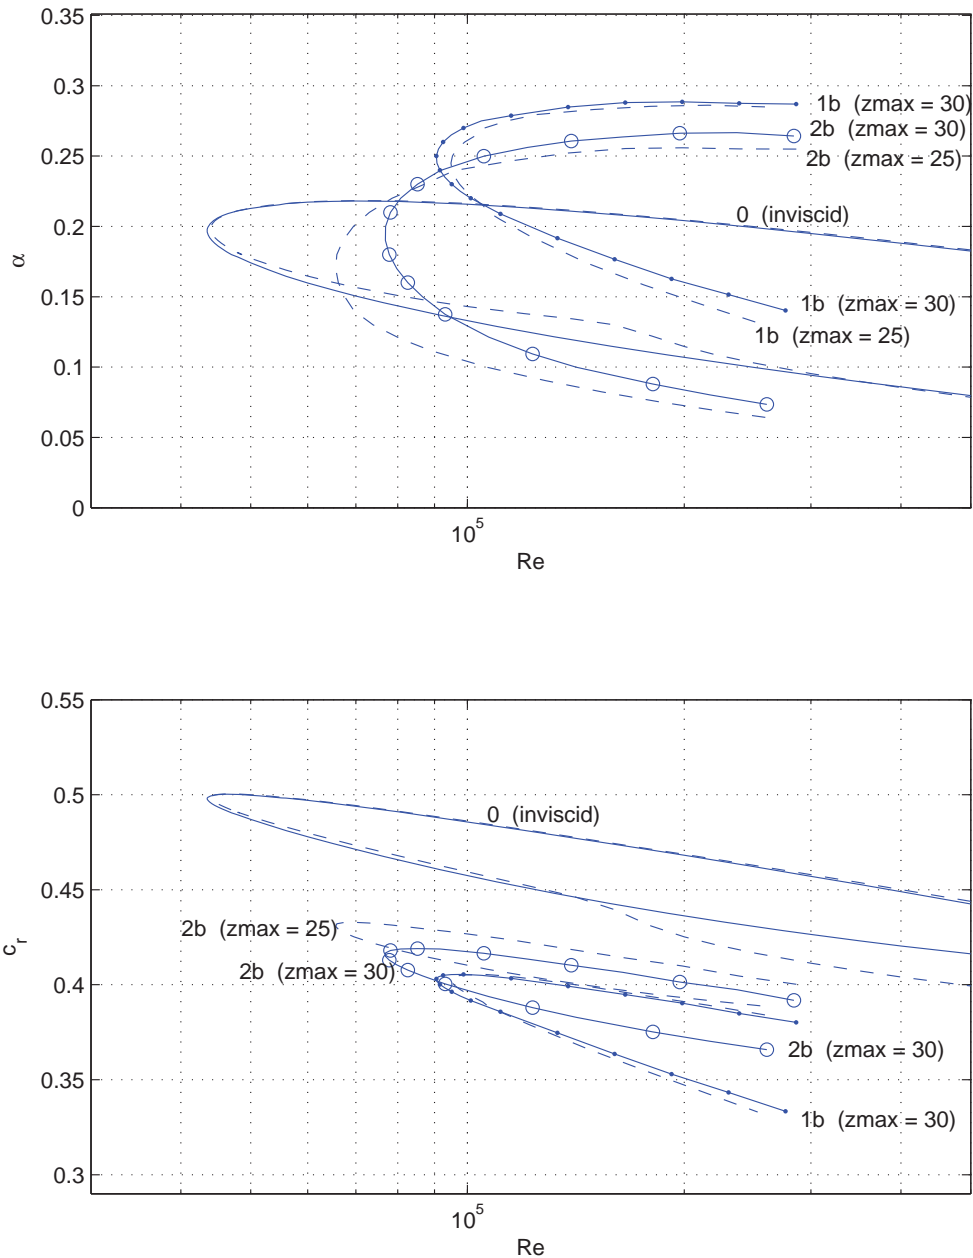 0.35
0.3
0.25
0.2
0.15
0.1
0.05
0
α
1b (zmax = 30)
2b (zmax = 30)
2b (zmax = 25)
0 (inviscid)
1b (zmax = 30)
1b (zmax = 25)
10^5
Re
0.55
0.5
0.45
0.4
0.35
0.3
c_r
0 (inviscid)
2b (zmax = 25)
2b (zmax = 30)
2b (zmax = 30)
1b (zmax = 30)
10^5
Re